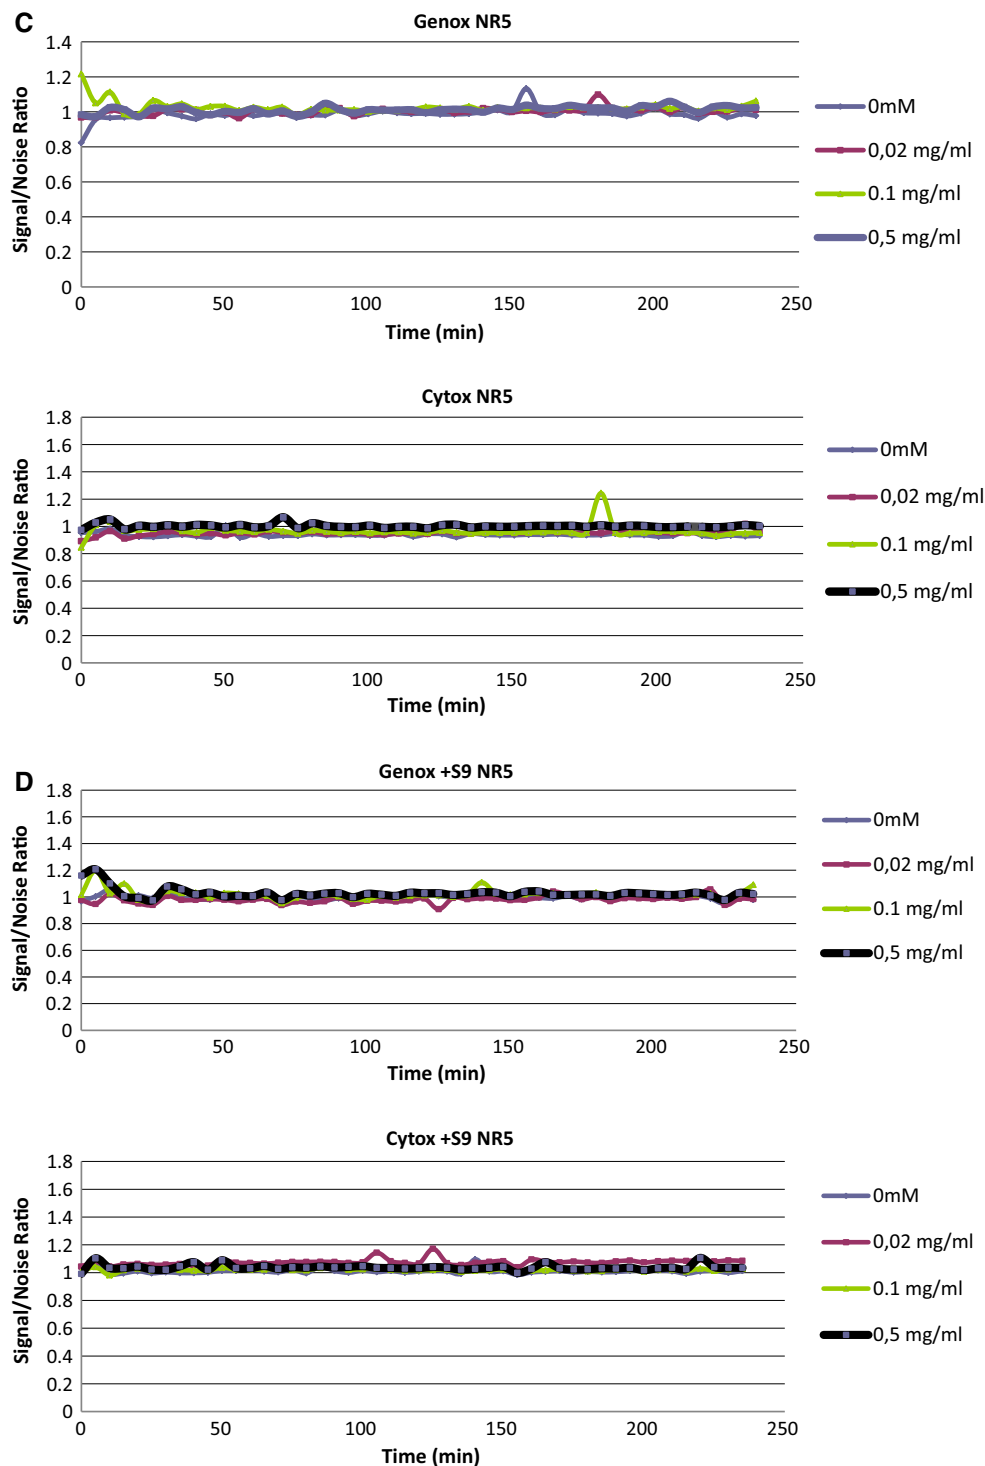 C
Genox NR5
1.4
1.2
1
0.8
0.6
0.4
0.2
0
Signal/Noise Ratio
0 50 100 150 200 250
Time (min)
0mM
0,02 mg/ml
0.1 mg/ml
0,5 mg/ml
Cytox NR5
1.8
1.6
1.4
1.2
1
0.8
0.6
0.4
0.2
0
Signal/Noise Ratio
0 50 100 150 200 250
Time (min)
0mM
0,02 mg/ml
0.1 mg/ml
0,5 mg/ml
D
Genox +S9 NR5
1.8
1.6
1.4
1.2
1
0.8
0.6
0.4
0.2
0
Signal/Noise Ratio
0 50 100 150 200 250
Time (min)
0mM
0,02 mg/ml
0.1 mg/ml
0,5 mg/ml
Cytox +S9 NR5
1.8
1.6
1.4
1.2
1
0.8
0.6
0.4
0.2
0
Signal/Noise Ratio
0 50 100 150 200 250
Time (min)
0mM
0,02 mg/ml
0.1 mg/ml
0,5 mg/ml